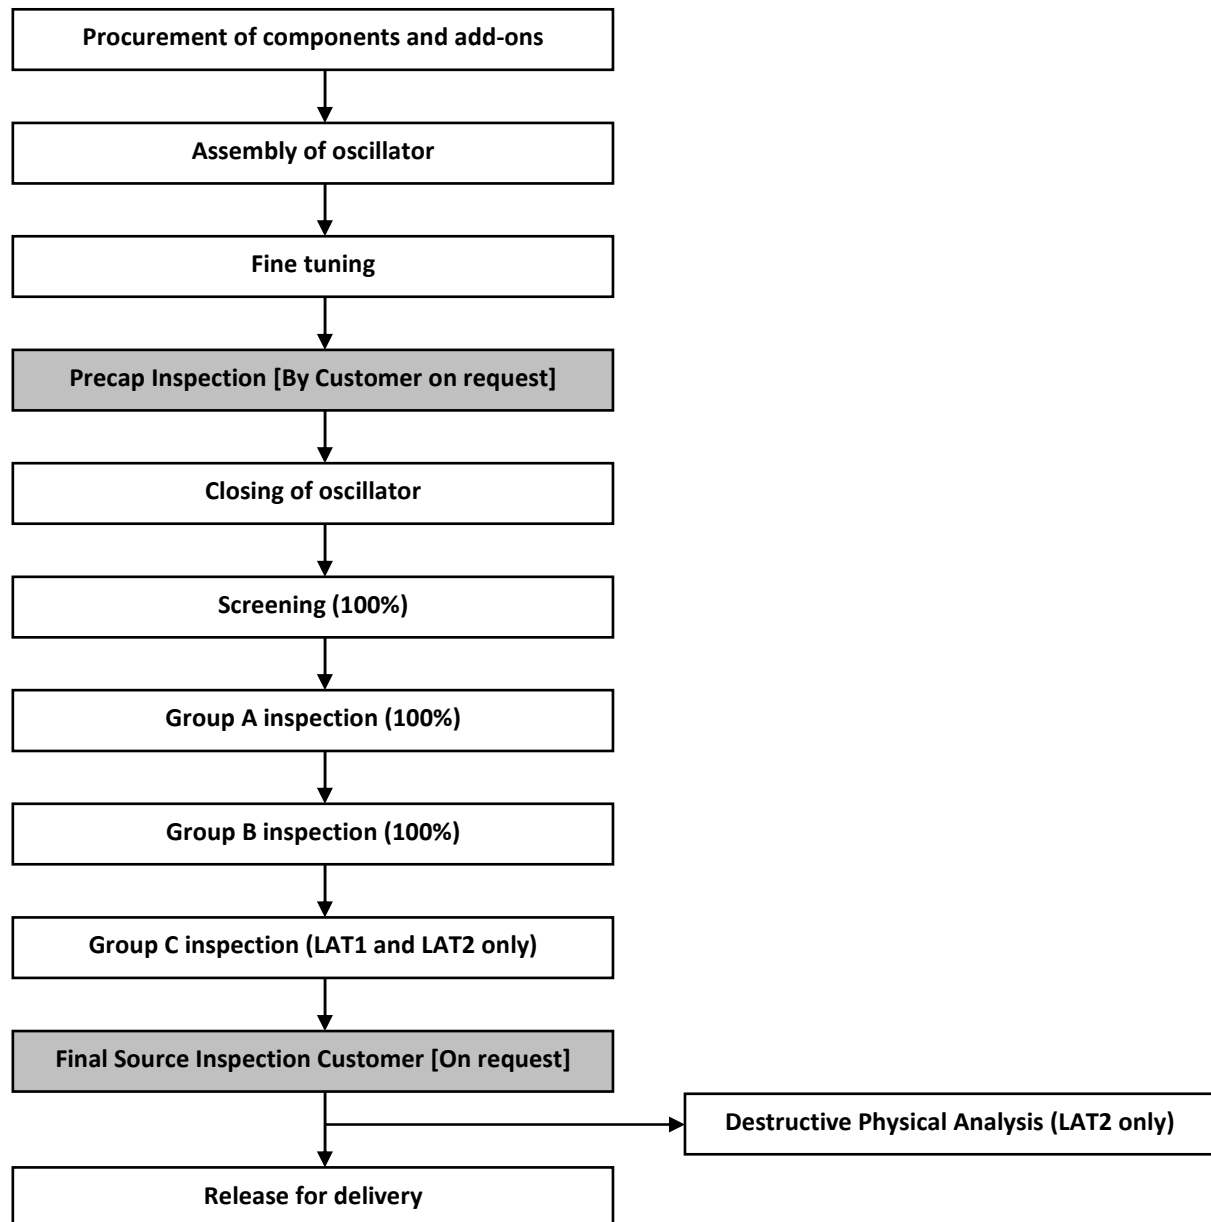 Procurement of components and add-ons
Assembly of oscillator
Fine tuning
Precap Inspection [By Customer on request]
Closing of oscillator
Screening (100%)
Group A inspection (100%)
Group B inspection (100%)
Group C inspection (LAT1 and LAT2 only)
Final Source Inspection Customer [On request]
Destructive Physical Analysis (LAT2 only)
Release for delivery